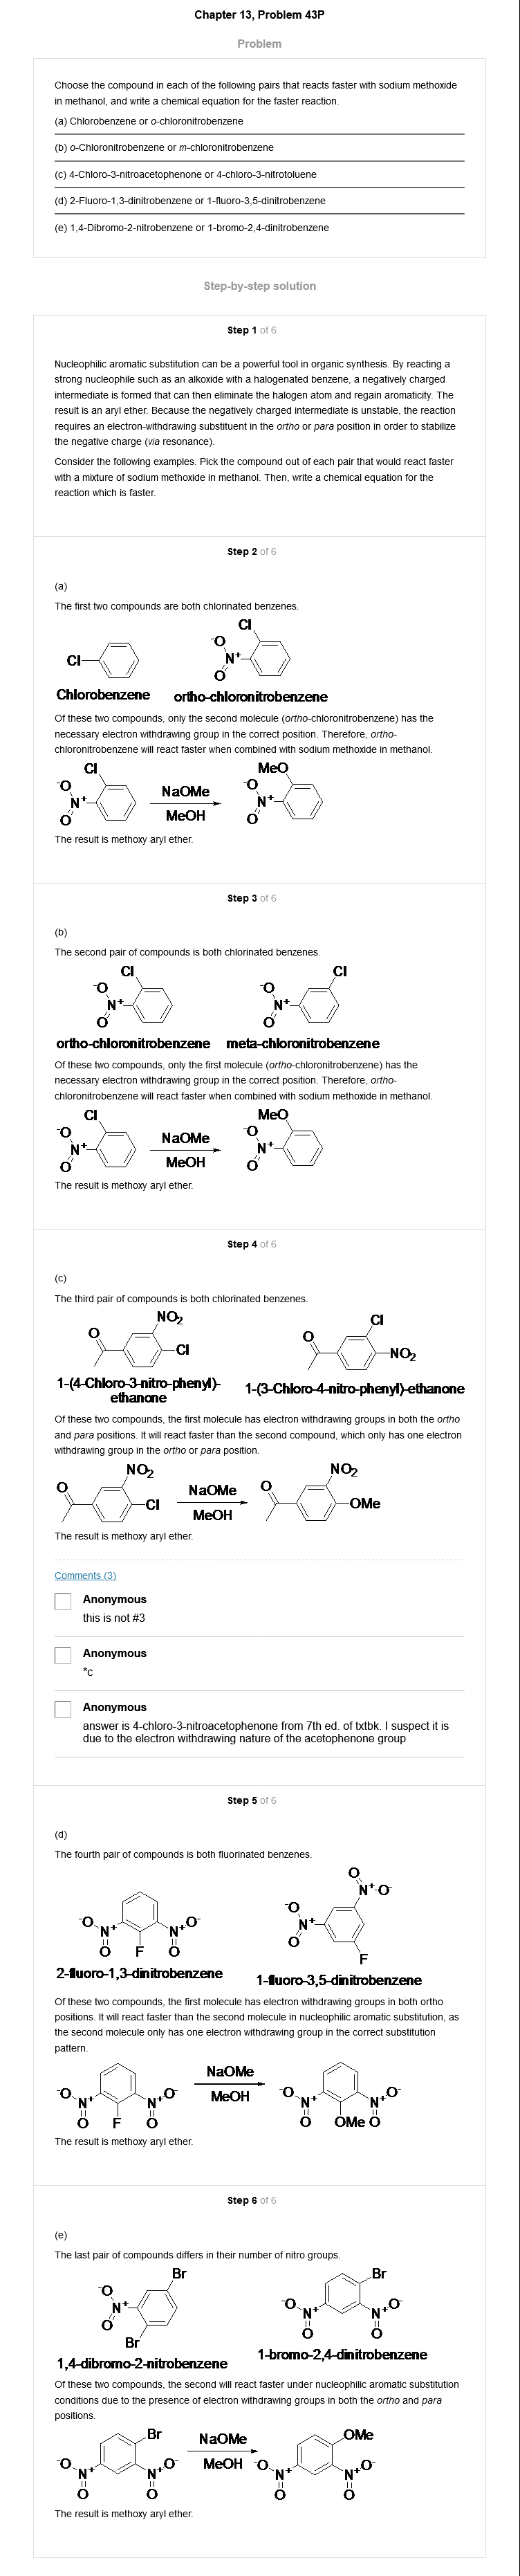 Chapter 13, Problem 43P
Problem
Choose the compound in each of the following pairs that reacts faster with sodium methoxide
in methanol, and write a chemical equation for the faster reaction.
(a) Chlorobenzene or o-chloronitrobenzene
(b) o-Chloronitrobenzene or m-chloronitrobenzene
(c) 4-Chloro-3-nitroacetophenone or 4-chloro-3-nitrotoluene
(d) 2-Fluoro-1,3-dinitrobenzene or 1-fluoro-3,5-dinitrobenzene
(e) 1,4-Dibromo-2-nitrobenzene or 1-bromo-2,4-dinitrobenzene
Step-by-step solution
Step 1 of 6
Nucleophilic aromatic substitution can be a powerful tool in organic synthesis. By reacting a
strong nucleophile such as an alkoxide with a halogenated benzene, a negatively charged
intermediate is formed that can then eliminate the halogen atom and regain aromaticity. The
result is an aryl ether. Because the negatively charged intermediate is unstable, the reaction
requires an electron-withdrawing substituent in the ortho or para position in order to stabilize
the negative charge (via resonance).
Consider the following examples. Pick the compound out of each pair that would react faster
with a mixture of sodium methoxide in methanol. Then, write a chemical equation for the
reaction which is faster.
Step 2 of 6
(a)
The first two compounds are both chlorinated benzenes.
Cl
⁻O
Cl
N⁺
O
Chlorobenzene
ortho-chloronitrobenzene
Of these two compounds, only the second molecule (ortho-chloronitrobenzene) has the
necessary electron withdrawing group in the correct position. Therefore, ortho-
chloronitrobenzene will react faster when combined with sodium methoxide in methanol.
Cl
MeO
⁻O
NaOMe
⁻O
N⁺
N⁺
O
MeOH
O
The result is methoxy aryl ether.
Step 3 of 6
(b)
The second pair of compounds is both chlorinated benzenes.
Cl
Cl
⁻O
⁻O
N⁺
N⁺
O
O
ortho-chloronitrobenzene
meta-chloronitrobenzene
Of these two compounds, only the first molecule (ortho-chloronitrobenzene) has the
necessary electron withdrawing group in the correct position. Therefore, ortho-
chloronitrobenzene will react faster when combined with sodium methoxide in methanol.
Cl
MeO
⁻O
NaOMe
⁻O
N⁺
N⁺
O
MeOH
O
The result is methoxy aryl ether.
Step 4 of 6
(c)
The third pair of compounds is both chlorinated benzenes.
NO₂
Cl
O
O
Cl
NO₂
1-(4-Chloro-3-nitro-phenyl)-
ethanone
1-(3-Chloro-4-nitro-phenyl)-ethanone
Of these two compounds, the first molecule has electron withdrawing groups in both the ortho
and para positions. It will react faster than the second compound, which only has one electron
withdrawing group in the ortho or para position.
NO₂
NO₂
O
NaOMe
O
Cl
OMe
MeOH
The result is methoxy aryl ether.
Comments (3)
Anonymous
this is not #3
Anonymous
*c
Anonymous
answer is 4-chloro-3-nitroacetophenone from 7th ed. of txtbk. I suspect it is
due to the electron withdrawing nature of the acetophenone group
Step 5 of 6
(d)
The fourth pair of compounds is both fluorinated benzenes.
O
N⁺-O⁻
⁻O
O⁻
⁻O
N⁺
N⁺
N⁺
O
F
O
O
F
2-fluoro-1,3-dinitrobenzene
1-fluoro-3,5-dinitrobenzene
Of these two compounds, the first molecule has electron withdrawing groups in both ortho
positions. It will react faster than the second molecule in nucleophilic aromatic substitution, as
the second molecule only has one electron withdrawing group in the correct substitution
pattern.
NaOMe
⁻O
O⁻
⁻O
O⁻
N⁺
N⁺
MeOH
N⁺
N⁺
O
F
O
O
OMe
O
The result is methoxy aryl ether.
Step 6 of 6
(e)
The last pair of compounds differs in their number of nitro groups.
Br
Br
⁻O
⁻O
O⁻
N⁺
N⁺
N⁺
O
O
O
Br
1,4-dibromo-2-nitrobenzene
1-bromo-2,4-dinitrobenzene
Of these two compounds, the second will react faster under nucleophilic aromatic substitution
conditions due to the presence of electron withdrawing groups in both the ortho and para
positions.
Br
NaOMe
OMe
⁻O
O⁻
MeOH
⁻O
O⁻
N⁺
N⁺
N⁺
N⁺
O
O
O
O
The result is methoxy aryl ether.